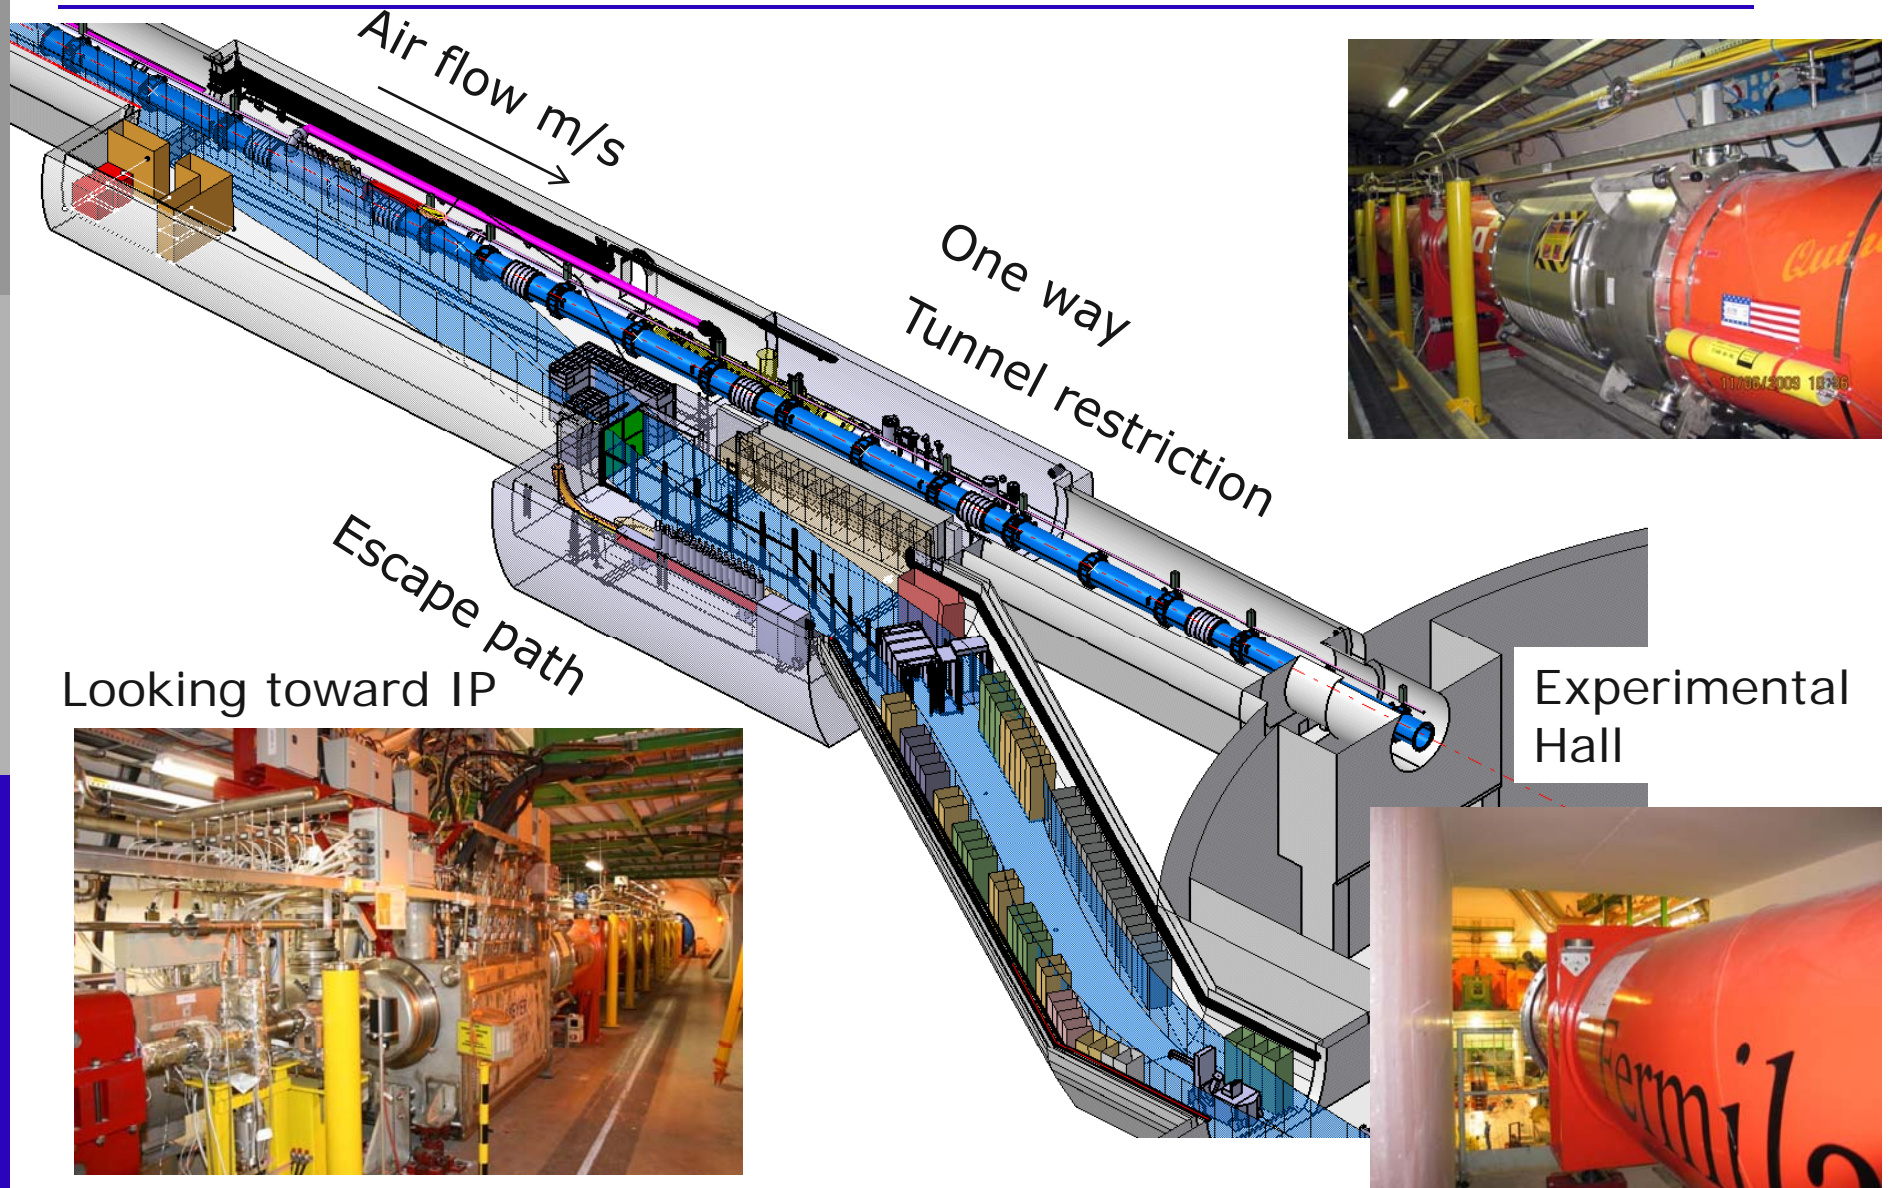 Air flow m/s
One way
Tunnel restriction
Escape path
Looking toward IP
Experimental
Hall
11/06/2009
Fermila